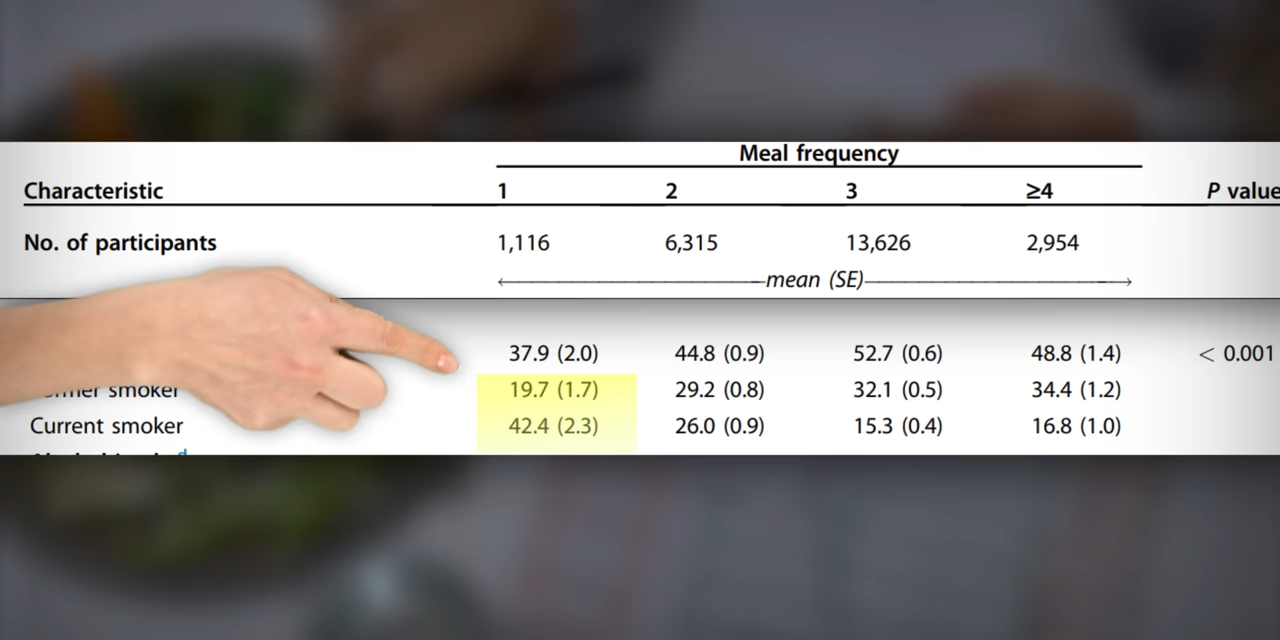 Meal frequency
Characteristic 1 2 3 ≥4 P value
No. of participants 1,116 6,315 13,626 2,954
mean (SE)
37.9 (2.0) 44.8 (0.9) 52.7 (0.6) 48.8 (1.4) < 0.001
smoker 19.7 (1.7) 29.2 (0.8) 32.1 (0.5) 34.4 (1.2)
Current smoker 42.4 (2.3) 26.0 (0.9) 15.3 (0.4) 16.8 (1.0)